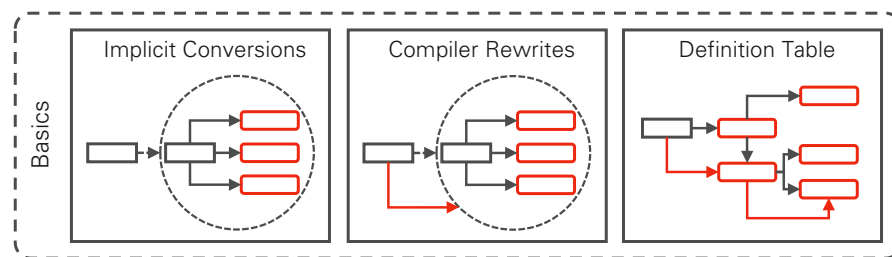 Basics
Implicit Conversions
Compiler Rewrites
Definition Table